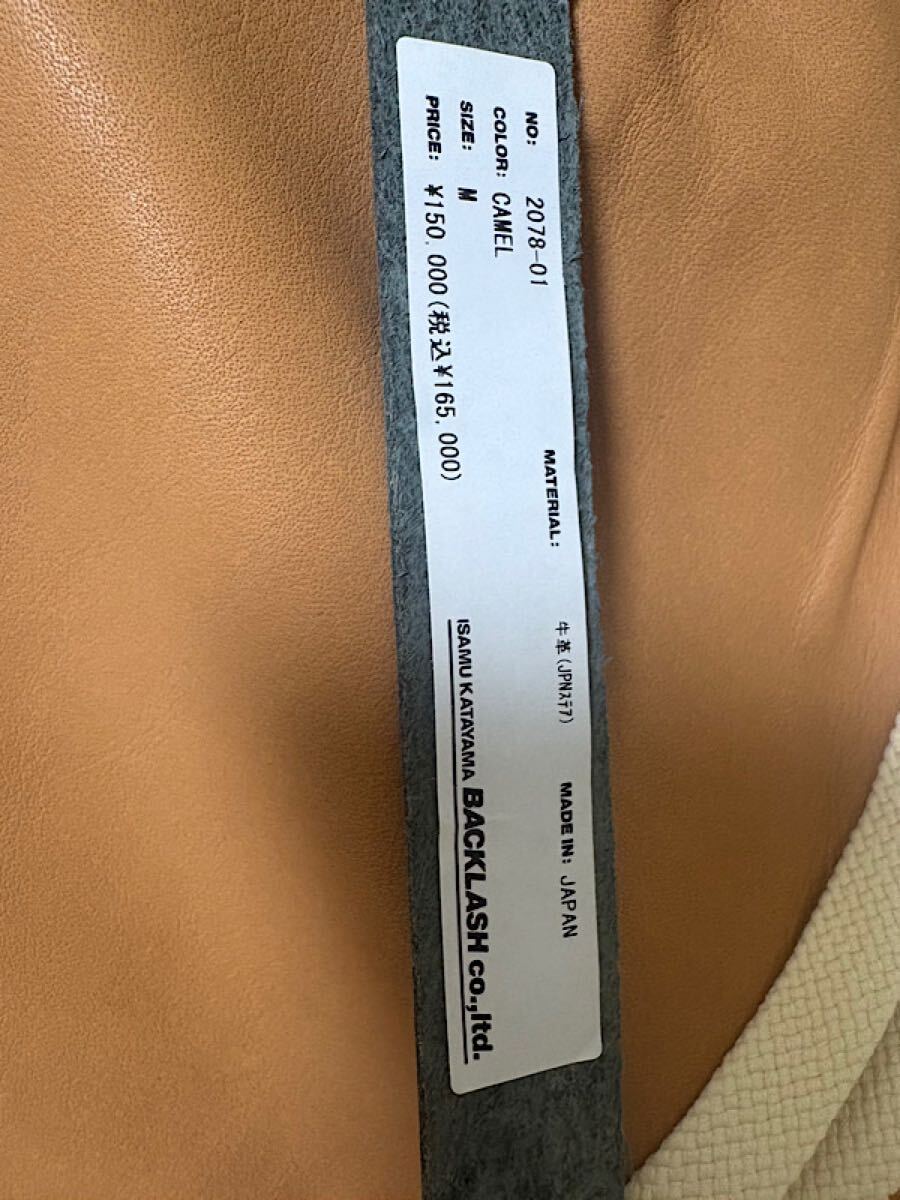 NO: 2078-01
COLOR: CAMEL
SIZE: M
PRICE: ¥150.000(税込¥165.000)
MATERIAL: 牛革(JPNｽﾃｱ)
MADE IN: JAPAN
ISAMU KATAYAMA BACKLASH co.,ltd.